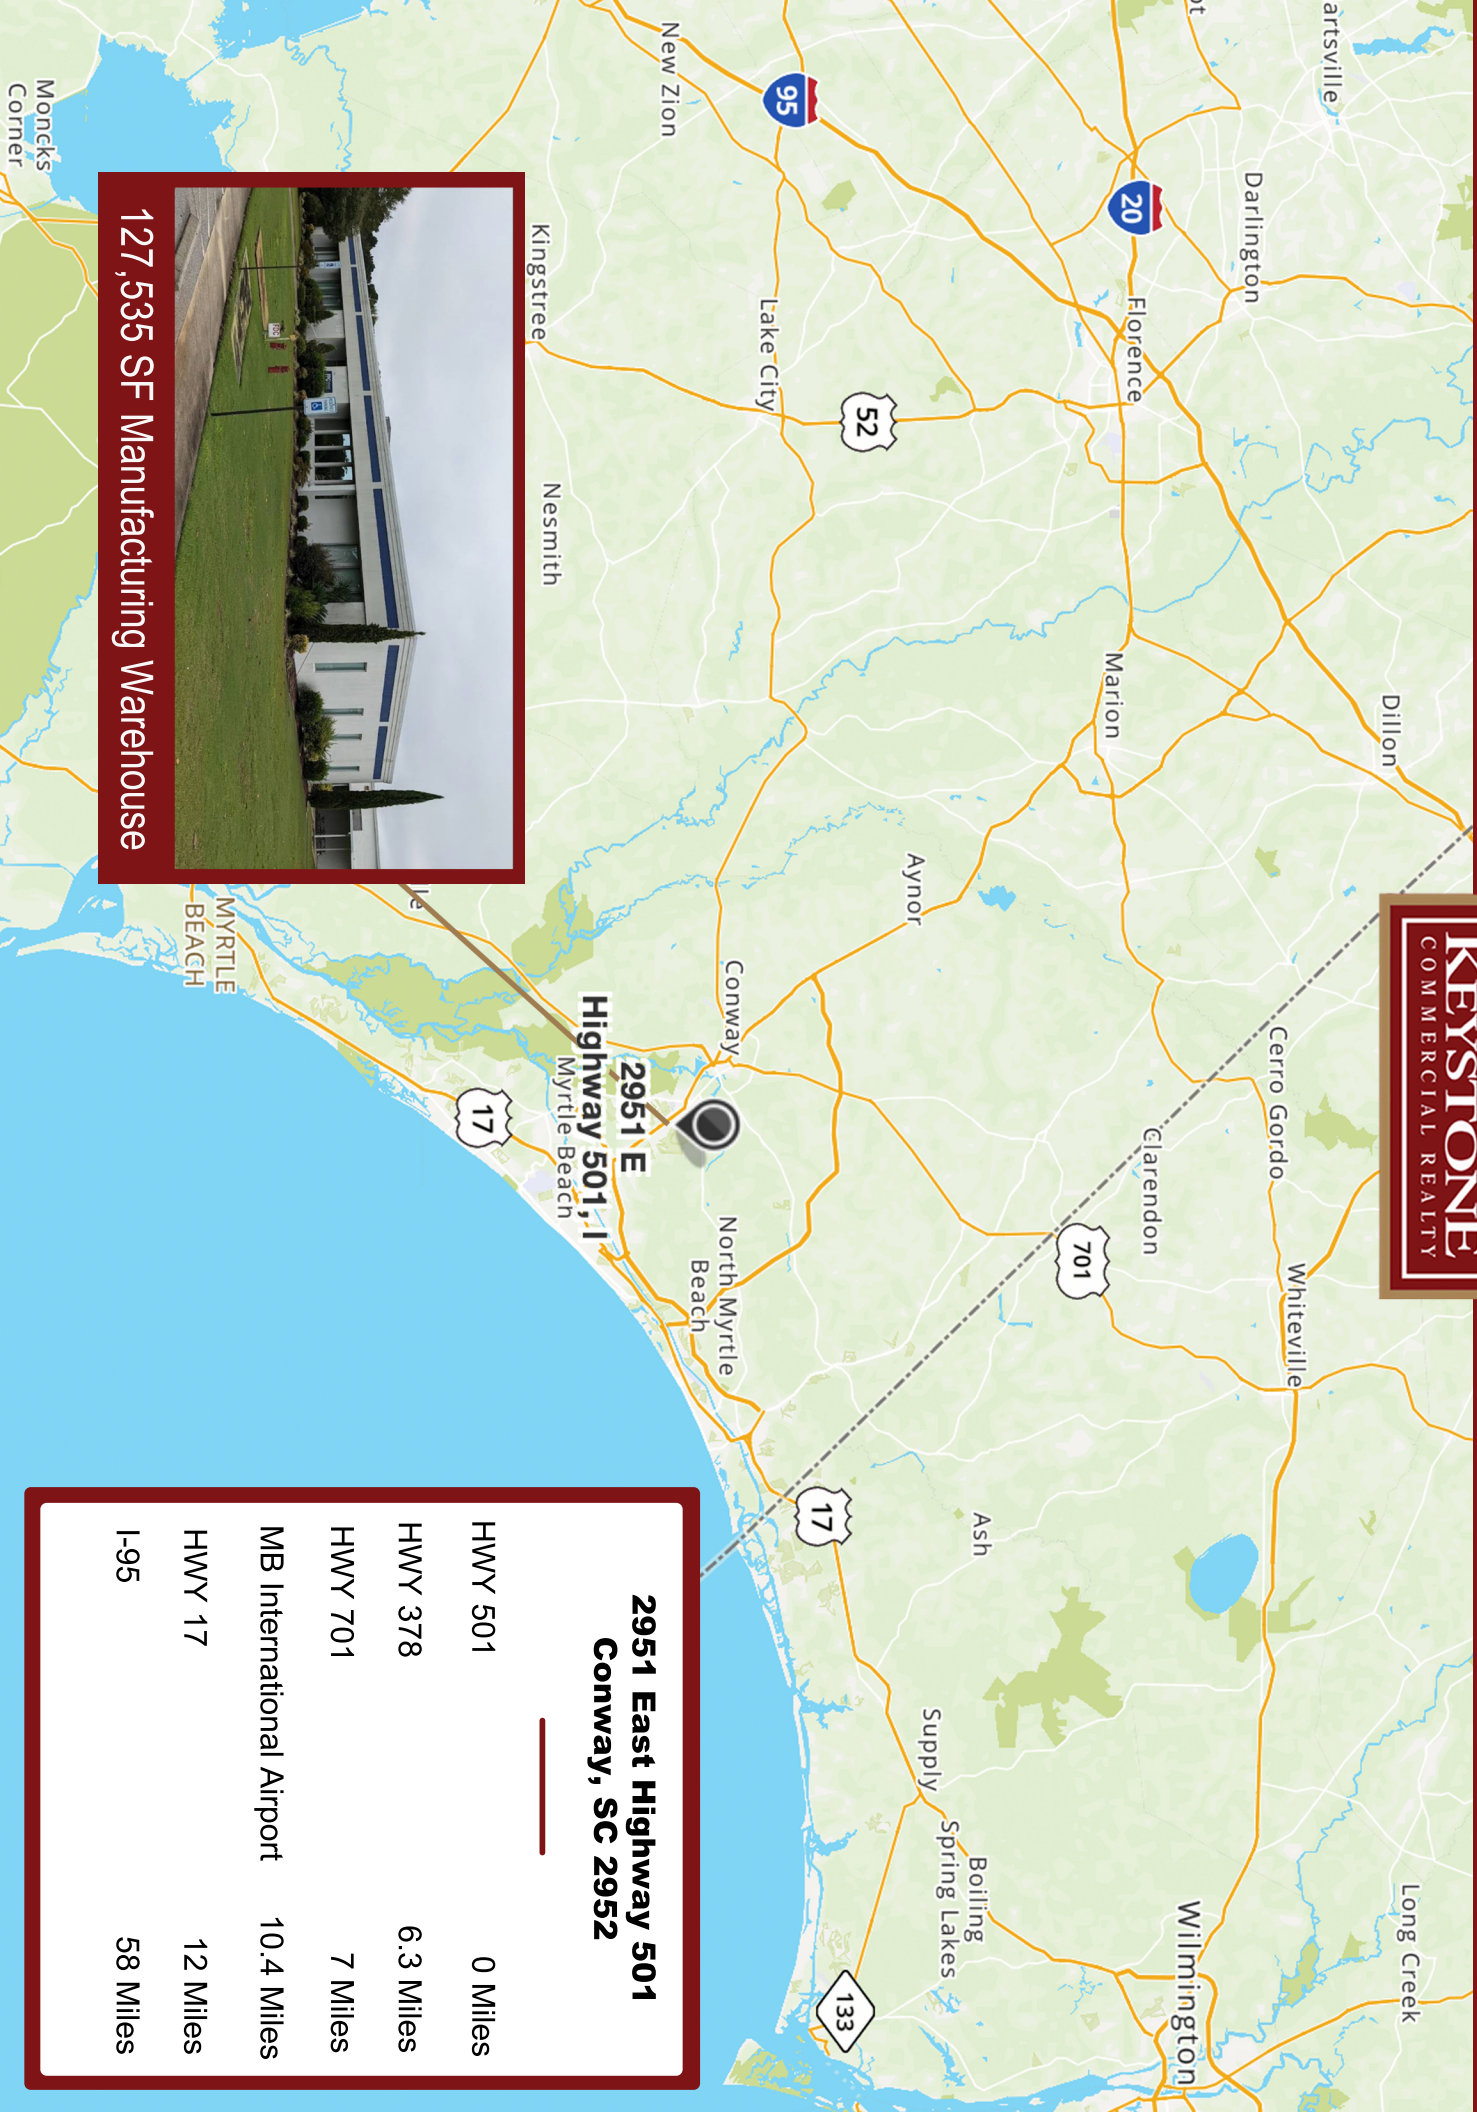 KEYSTONE
COMMERCIAL REALTY
artsville
Darlington
20
Florence
95
New Zion
Lake City
52
Kingstree
Nesmith
Moncks
Corner
Marion
Dillon
Aynor
Conway
Cerro Gordo
Clarendon
701
Whiteville
2951 E
Highway 501, I
Myrtle Beach
17
North Myrtle
Beach
MYRTLE
BEACH
le
17
Ash
Supply
Boiling
Spring Lakes
133
Wilmington
Long Creek
127,535 SF Manufacturing Warehouse
2951 East Highway 501
Conway, SC 2952
HWY 501 0 Miles
HWY 378 6.3 Miles
HWY 701 7 Miles
MB International Airport 10.4 Miles
HWY 17 12 Miles
I-95 58 Miles